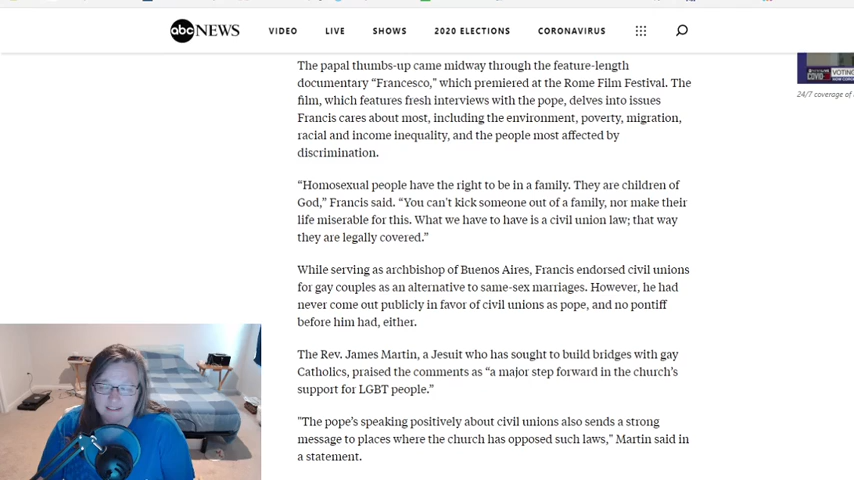 abc NEWS VIDEO LIVE SHOWS 2020 ELECTIONS CORONAVIRUS
The papal thumbs-up came midway through the feature-length
documentary “Francesco,” which premiered at the Rome Film Festival. The
film, which features fresh interviews with the pope, delves into issues
Francis cares about most, including the environment, poverty, migration,
racial and income inequality, and the people most affected by
discrimination.
“Homosexual people have the right to be in a family. They are children of
God,” Francis said. “You can't kick someone out of a family, nor make their
life miserable for this. What we have to have is a civil union law; that way
they are legally covered.”
While serving as archbishop of Buenos Aires, Francis endorsed civil unions
for gay couples as an alternative to same-sex marriages. However, he had
never come out publicly in favor of civil unions as pope, and no pontiff
before him had, either.
The Rev. James Martin, a Jesuit who has sought to build bridges with gay
Catholics, praised the comments as “a major step forward in the church’s
support for LGBT people.”
"The pope’s speaking positively about civil unions also sends a strong
message to places where the church has opposed such laws," Martin said in
a statement.
VOTING
24/7 coverage of